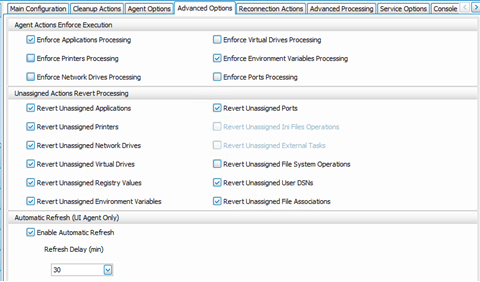 Main Configuration Cleanup Actions Agent Options Advanced Options Reconnection Actions Advanced Processing Service Options Console
Agent Actions Enforce Execution
Enforce Applications Processing Enforce Virtual Drives Processing
Enforce Printers Processing Enforce Environment Variables Processing
Enforce Network Drives Processing Enforce Ports Processing
Unassigned Actions Revert Processing
Revert Unassigned Applications Revert Unassigned Ports
Revert Unassigned Printers Revert Unassigned Ini Files Operations
Revert Unassigned Network Drives Revert Unassigned External Tasks
Revert Unassigned Virtual Drives Revert Unassigned File System Operations
Revert Unassigned Registry Values Revert Unassigned User DSNs
Revert Unassigned Environment Variables Revert Unassigned File Associations
Automatic Refresh (UI Agent Only)
Enable Automatic Refresh
Refresh Delay (min)
30